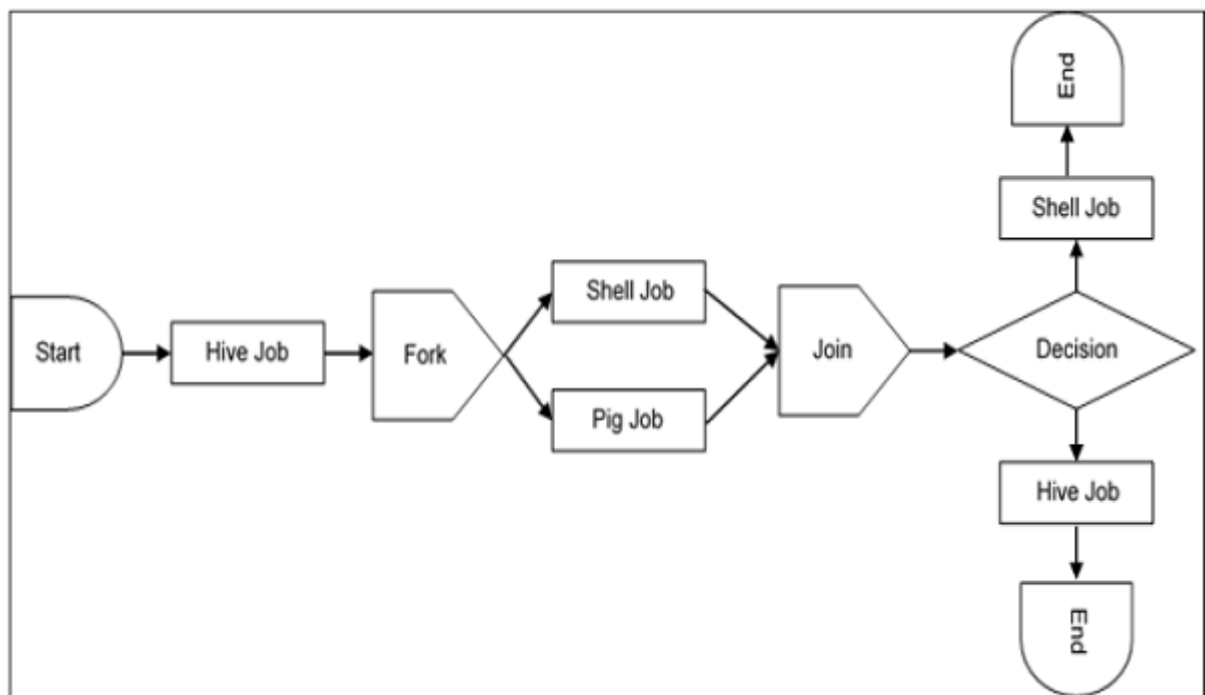 Start
Hive Job
Fork
Shell Job
Pig Job
Join
Decision
Shell Job
End
Hive Job
End